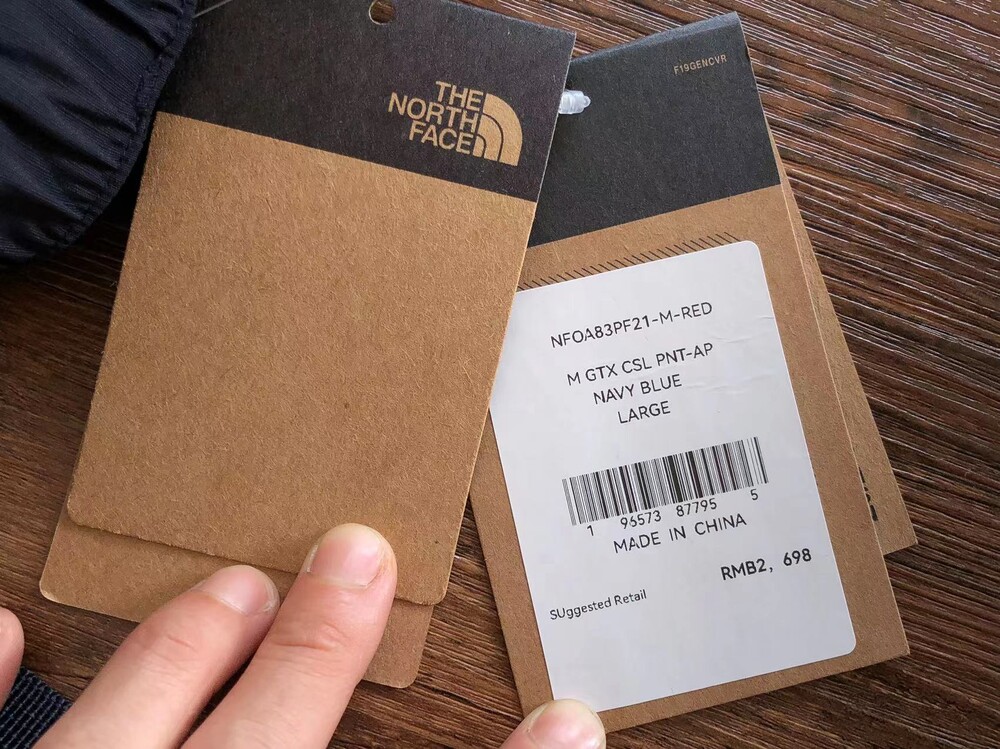 THE
NORTH
FACE
F19GENCVR
NF0A83PF21-M-RED
M GTX CSL PNT-AP
NAVY BLUE
LARGE
1 96573 87795 5
MADE IN CHINA
RMB2, 698
SUggested Retail